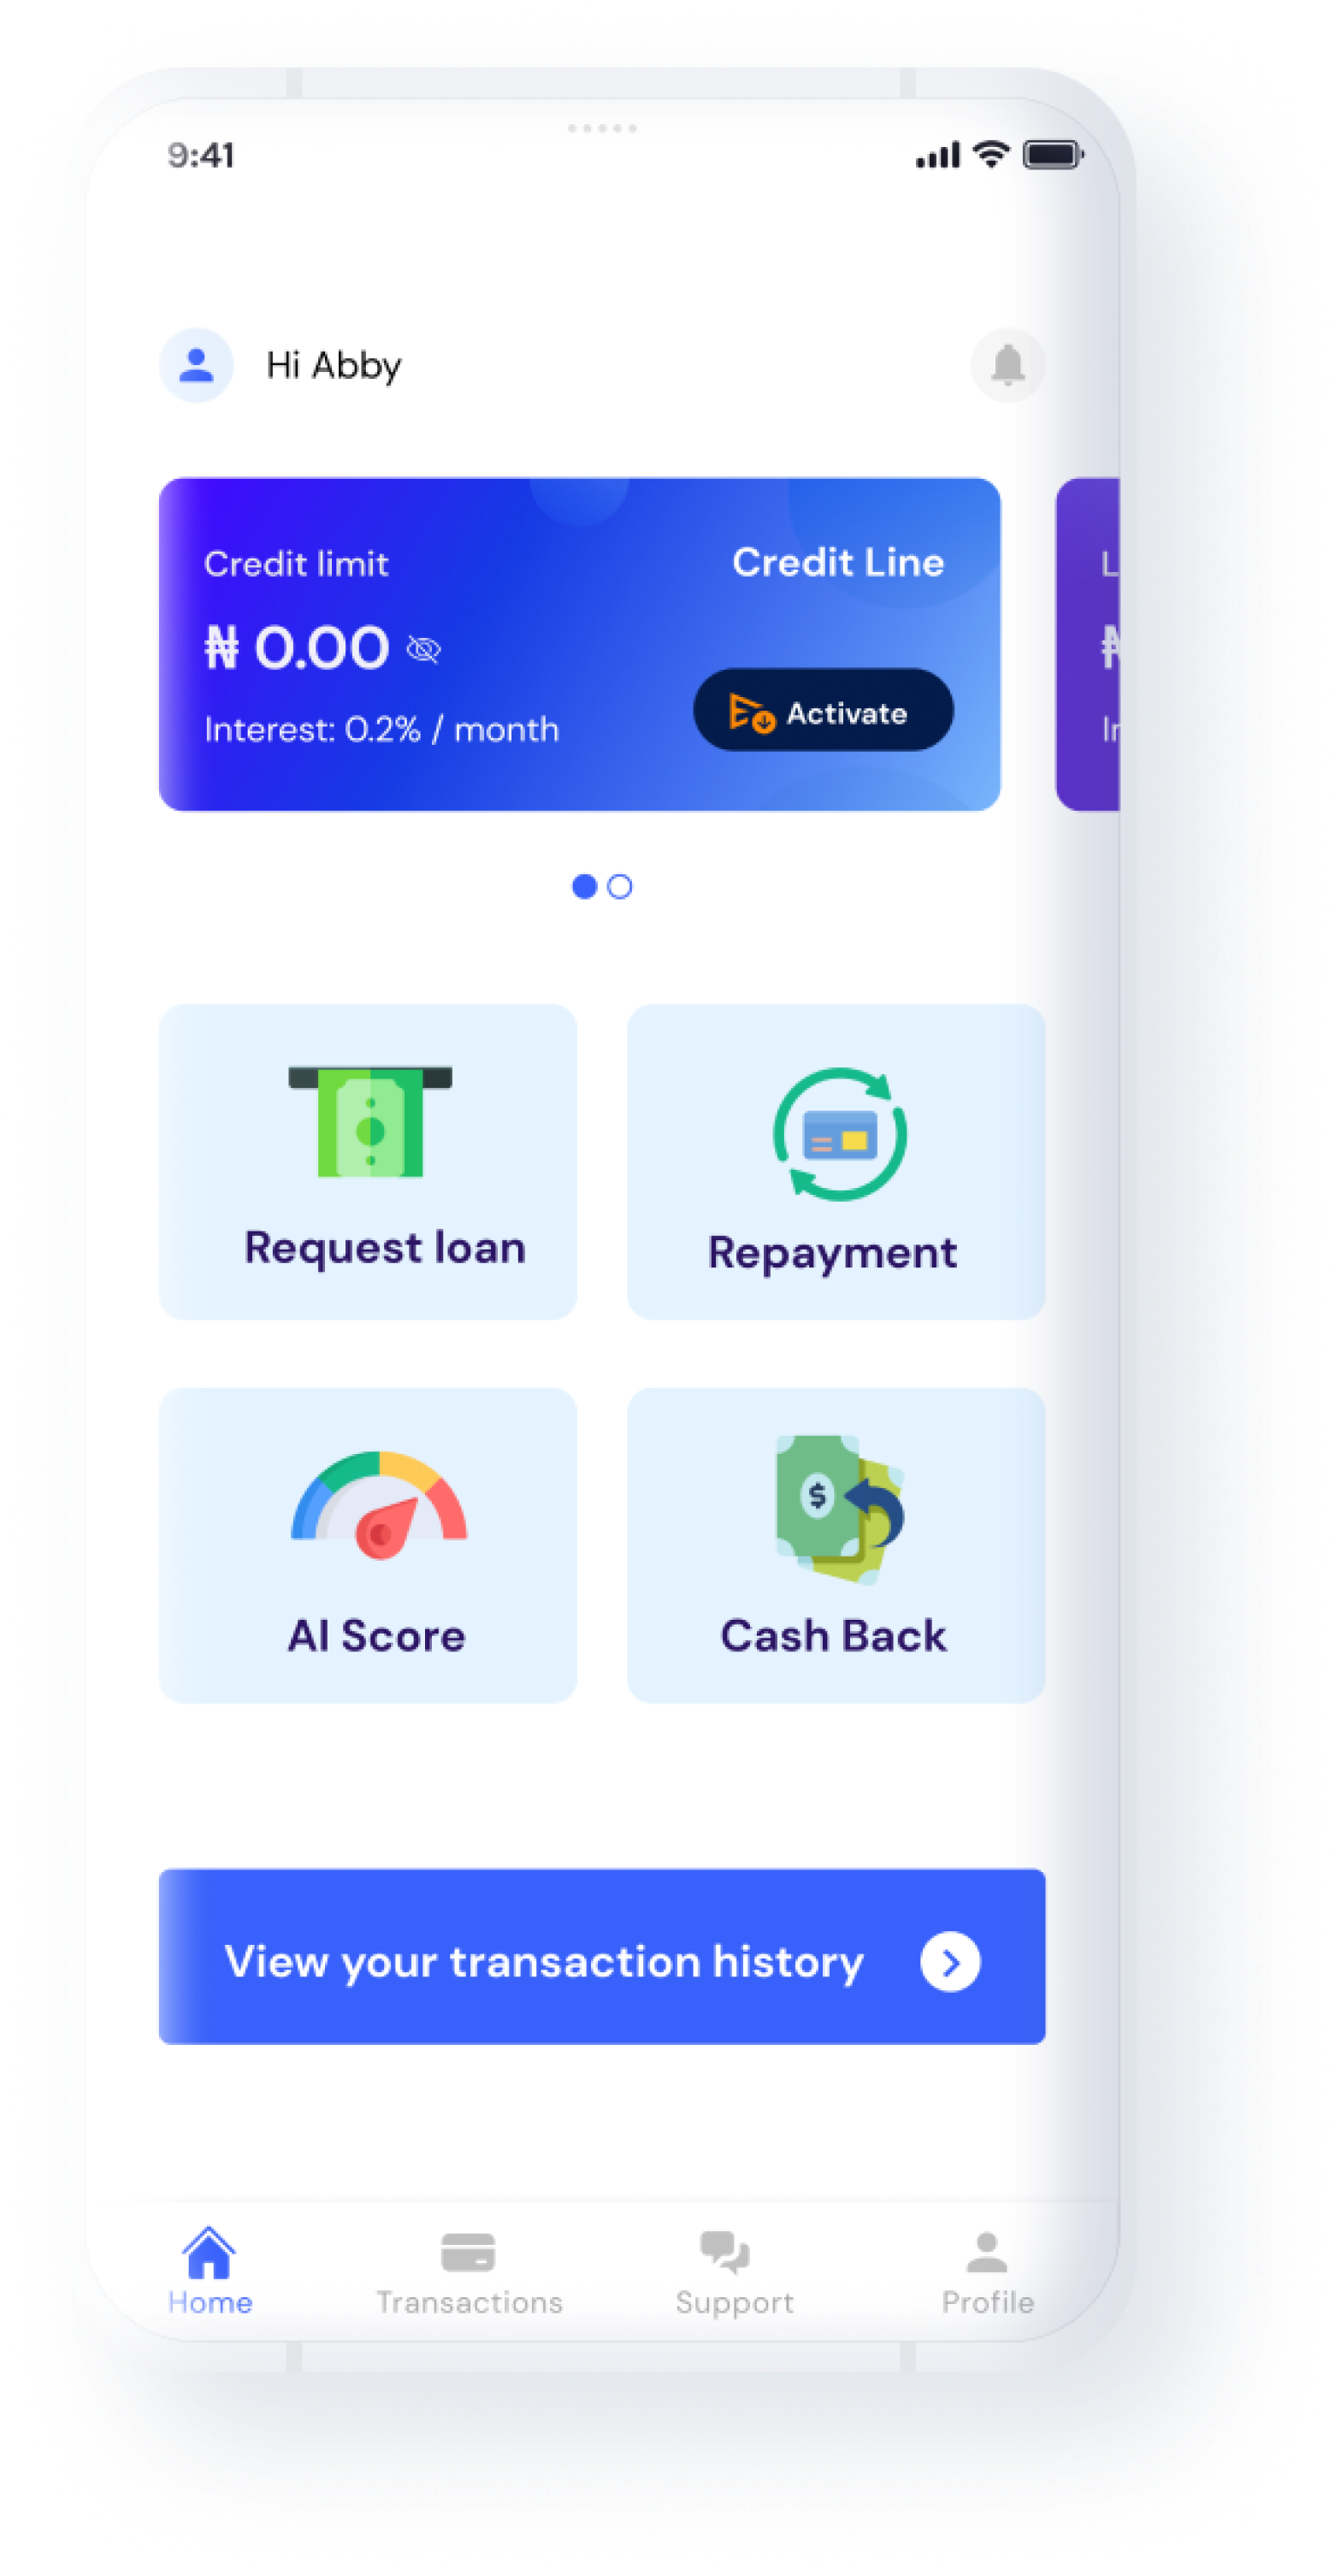 9:41
Hi Abby
Credit limit
Credit Line
₦ 0.00
Activate
Interest: 0.2% / month
L
₦
In
Request loan
Repayment
AI Score
$
Cash Back
View your transaction history
Home
Transactions
Support
Profile